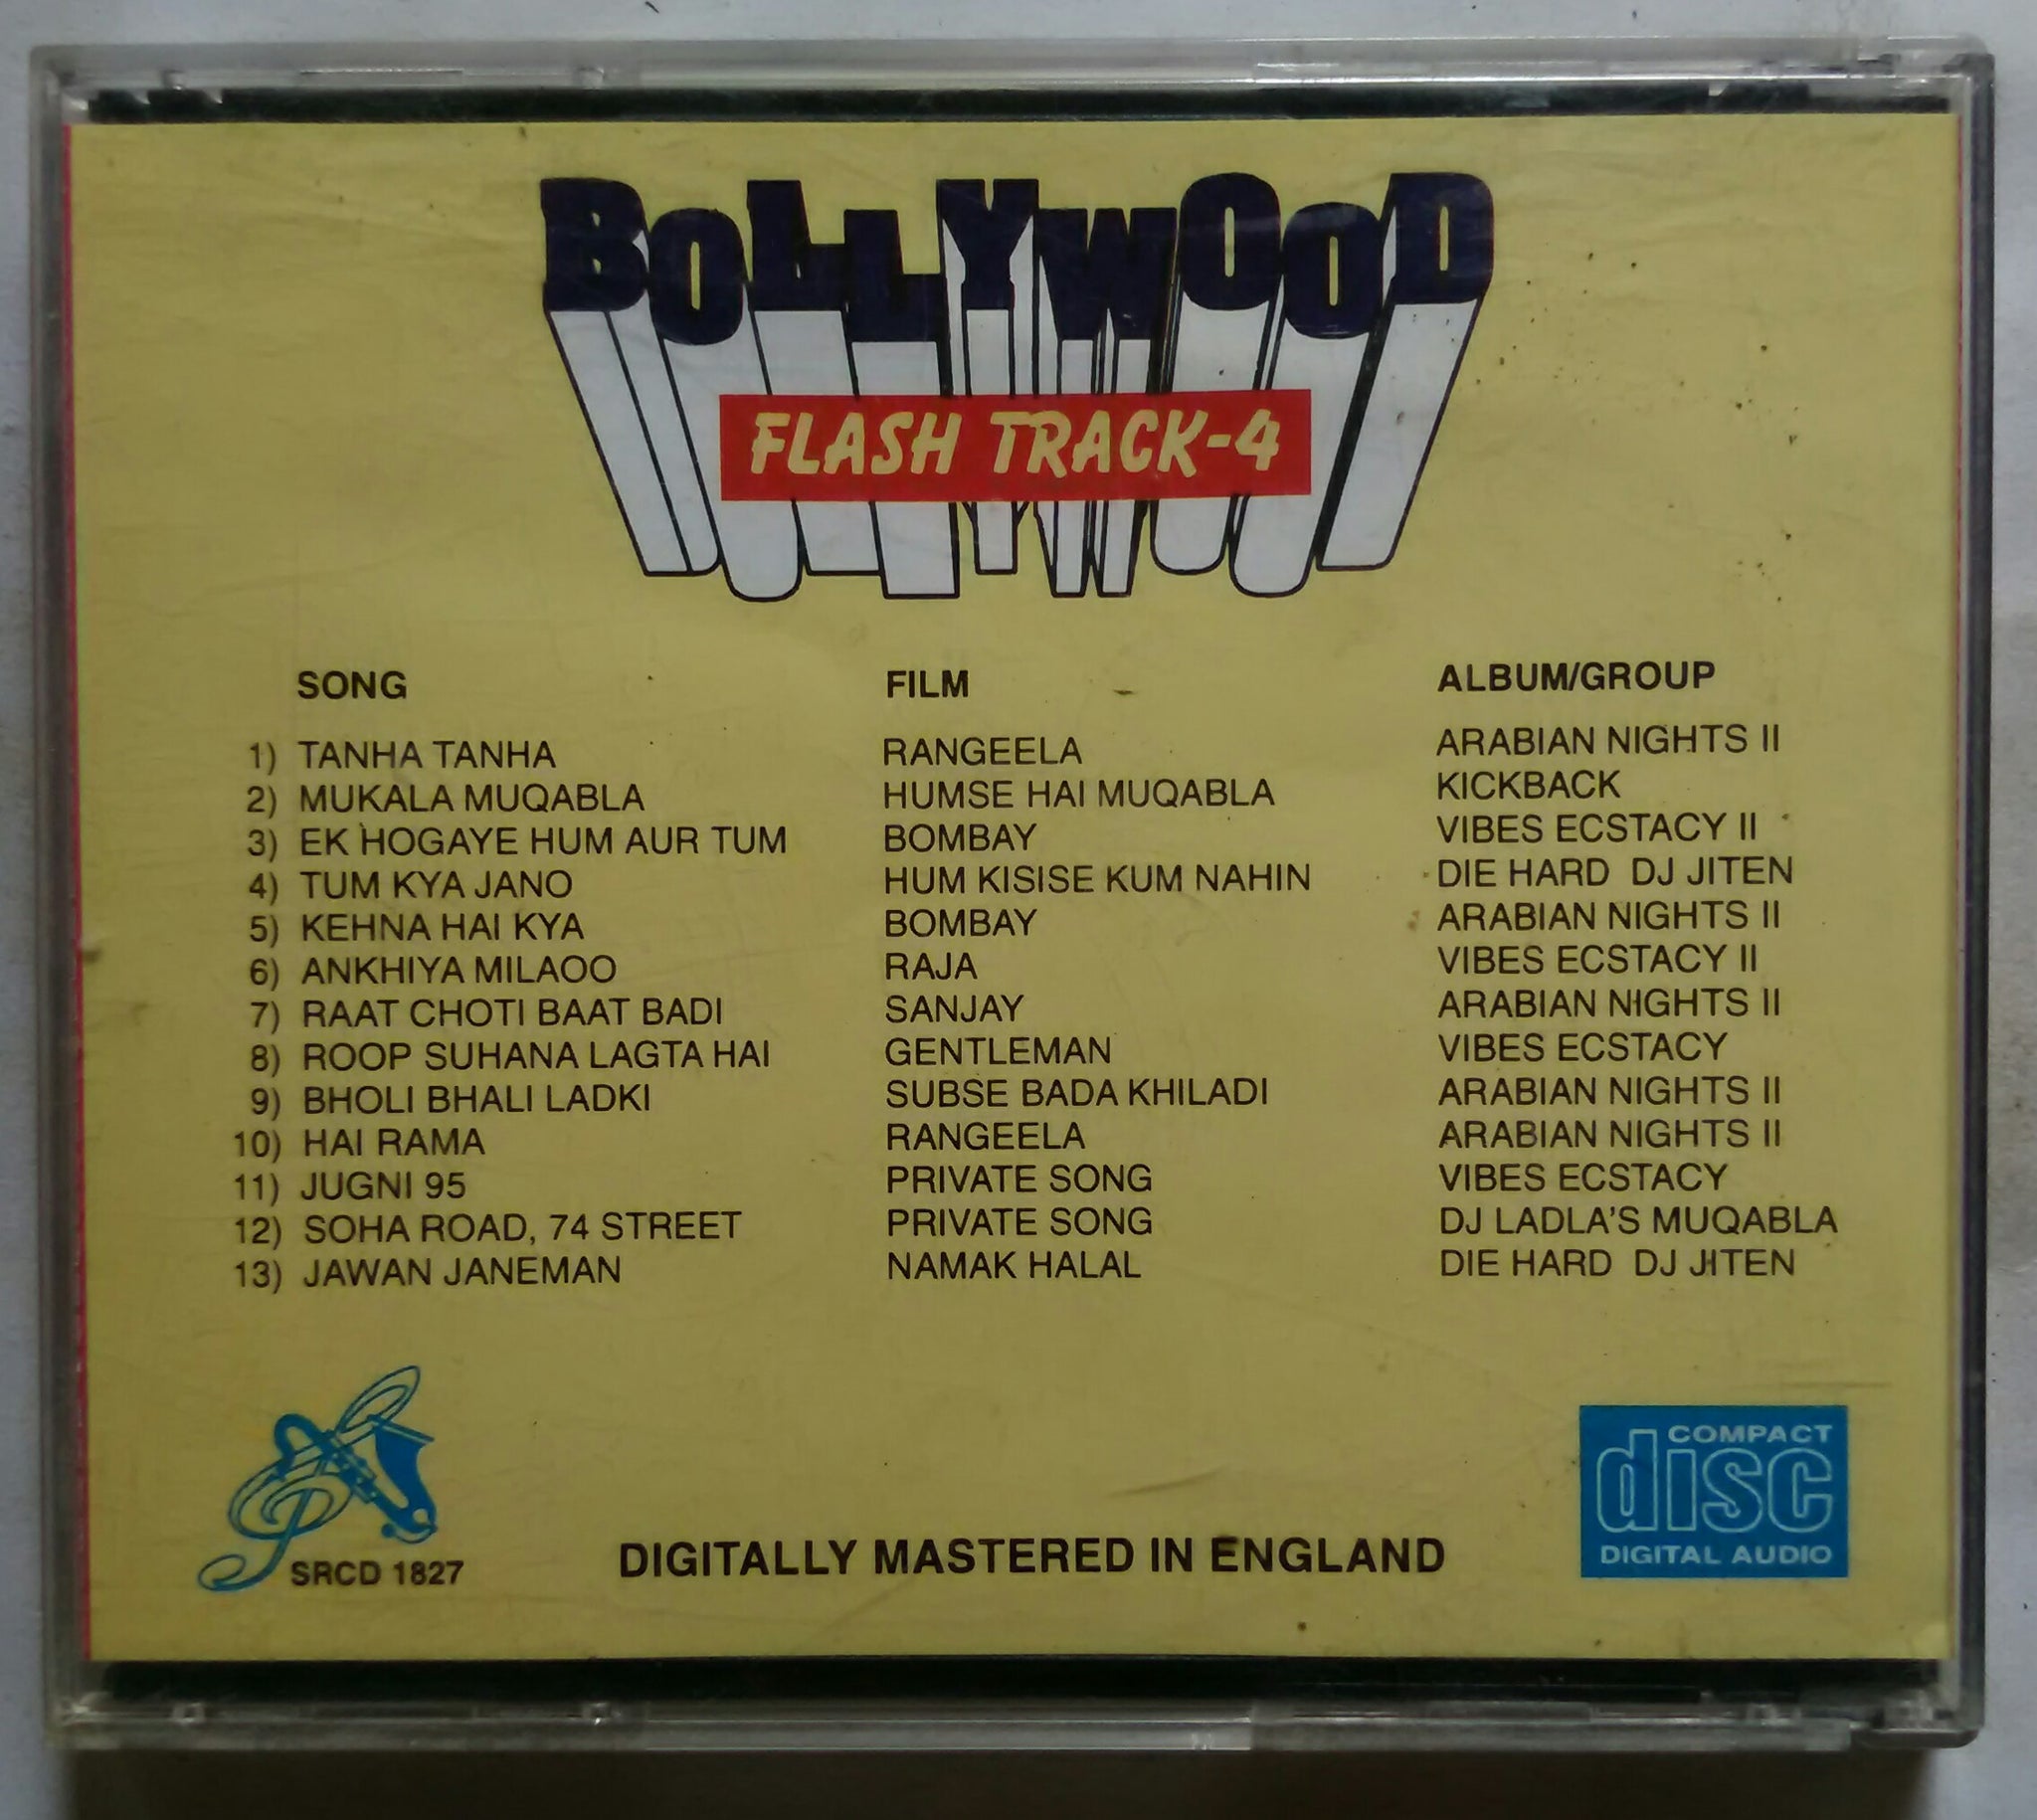 BOLLYWOOD
FLASH TRACK-4
SONG FILM ALBUM/GROUP
1) TANHA TANHA RANGEELA ARABIAN NIGHTS II
2) MUKALA MUQABLA HUMSE HAI MUQABLA KICKBACK
3) EK HOGAYE HUM AUR TUM BOMBAY VIBES ECSTACY II
4) TUM KYA JANO HUM KISISE KUM NAHIN DIE HARD DJ JITEN
5) KEHNA HAI KYA BOMBAY ARABIAN NIGHTS II
6) ANKHIYA MILAOO RAJA VIBES ECSTACY II
7) RAAT CHOTI BAAT BADI SANJAY ARABIAN NIGHTS II
8) ROOP SUHANA LAGTA HAI GENTLEMAN VIBES ECSTACY
9) BHOLI BHALI LADKI SUBSE BADA KHILADI ARABIAN NIGHTS II
10) HAI RAMA RANGEELA ARABIAN NIGHTS II
11) JUGNI 95 PRIVATE SONG VIBES ECSTACY
12) SOHA ROAD, 74 STREET PRIVATE SONG DJ LADLA'S MUQABLA
13) JAWAN JANEMAN NAMAK HALAL DIE HARD DJ JITEN
SRCD 1827
DIGITALLY MASTERED IN ENGLAND
COMPACT
disc
DIGITAL AUDIO